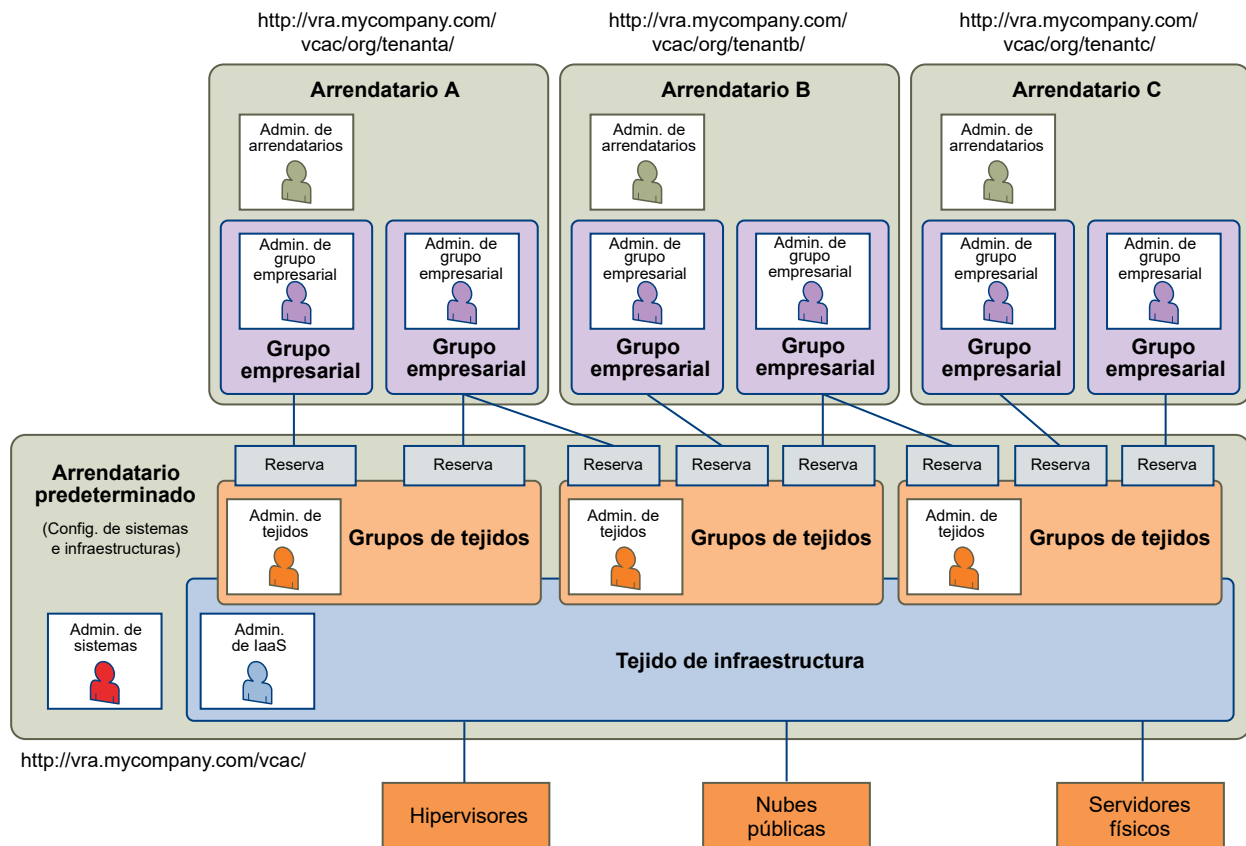 http://vra.mycompany.com/
vcac/org/tenanta/
http://vra.mycompany.com/
vcac/org/tenantb/
http://vra.mycompany.com/
vcac/org/tenantc/
Arrendatario A
Admin. de
arrendatarios
Admin. de
grupo
empresarial
Grupo
empresarial
Admin. de
grupo
empresarial
Grupo
empresarial
Arrendatario B
Admin. de
arrendatarios
Admin. de
grupo
empresarial
Grupo
empresarial
Admin. de
grupo
empresarial
Grupo
empresarial
Arrendatario C
Admin. de
arrendatarios
Admin. de
grupo
empresarial
Grupo
empresarial
Admin. de
grupo
empresarial
Grupo
empresarial
Arrendatario
predeterminado
(Config. de sistemas
e infraestructuras)
Reserva
Reserva
Reserva
Reserva
Reserva
Reserva
Reserva
Reserva
Admin. de
tejidos
Grupos de tejidos
Admin. de
tejidos
Grupos de tejidos
Admin. de
tejidos
Grupos de tejidos
Admin. de
sistemas
Admin.
de IaaS
Tejido de infraestructura
http://vra.mycompany.com/vcac/
Hipervisores
Nubes
públicas
Servidores
físicos